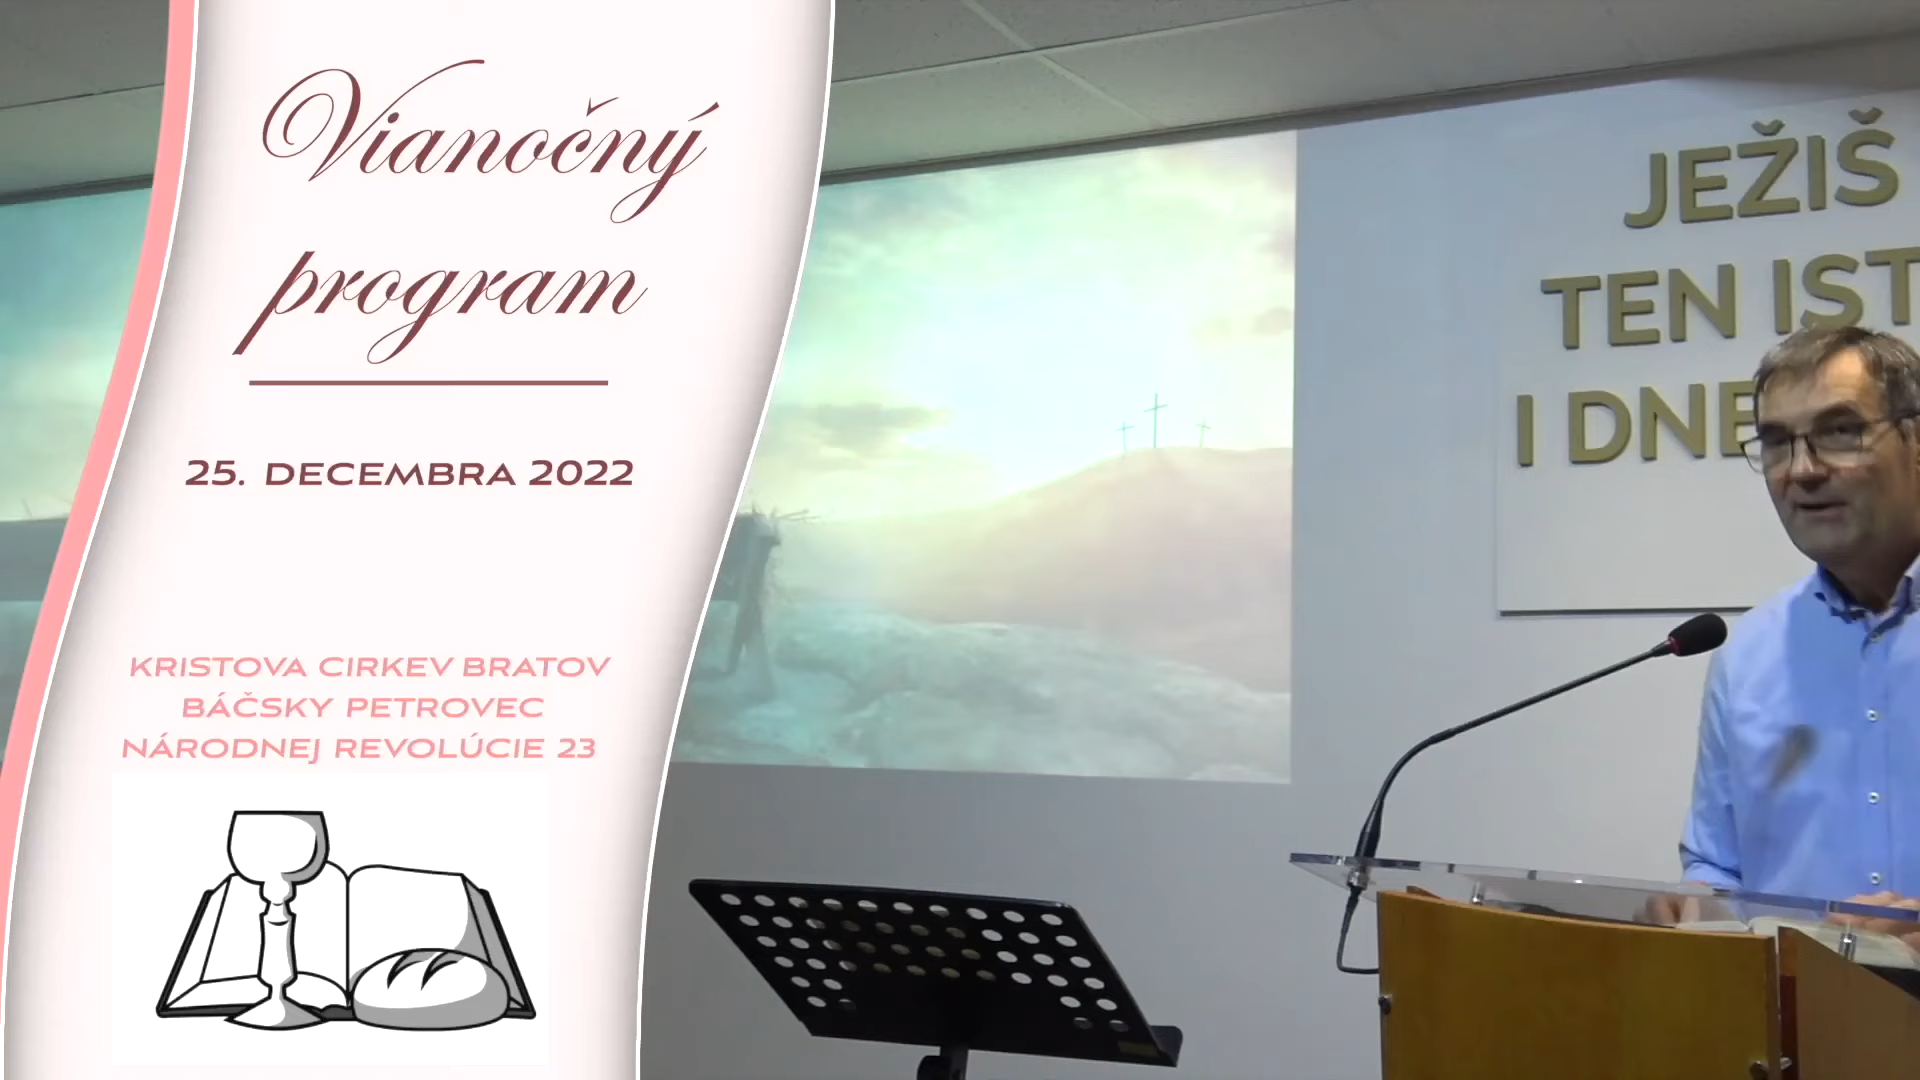 Vianočný
program
25. DECEMBRA 2022
KRISTOVA CIRKEV BRATOV
BÁČSKY PETROVEC
NÁRODNEJ REVOLÚCIE 23
JEŽIŠ
TEN IST
I DNE